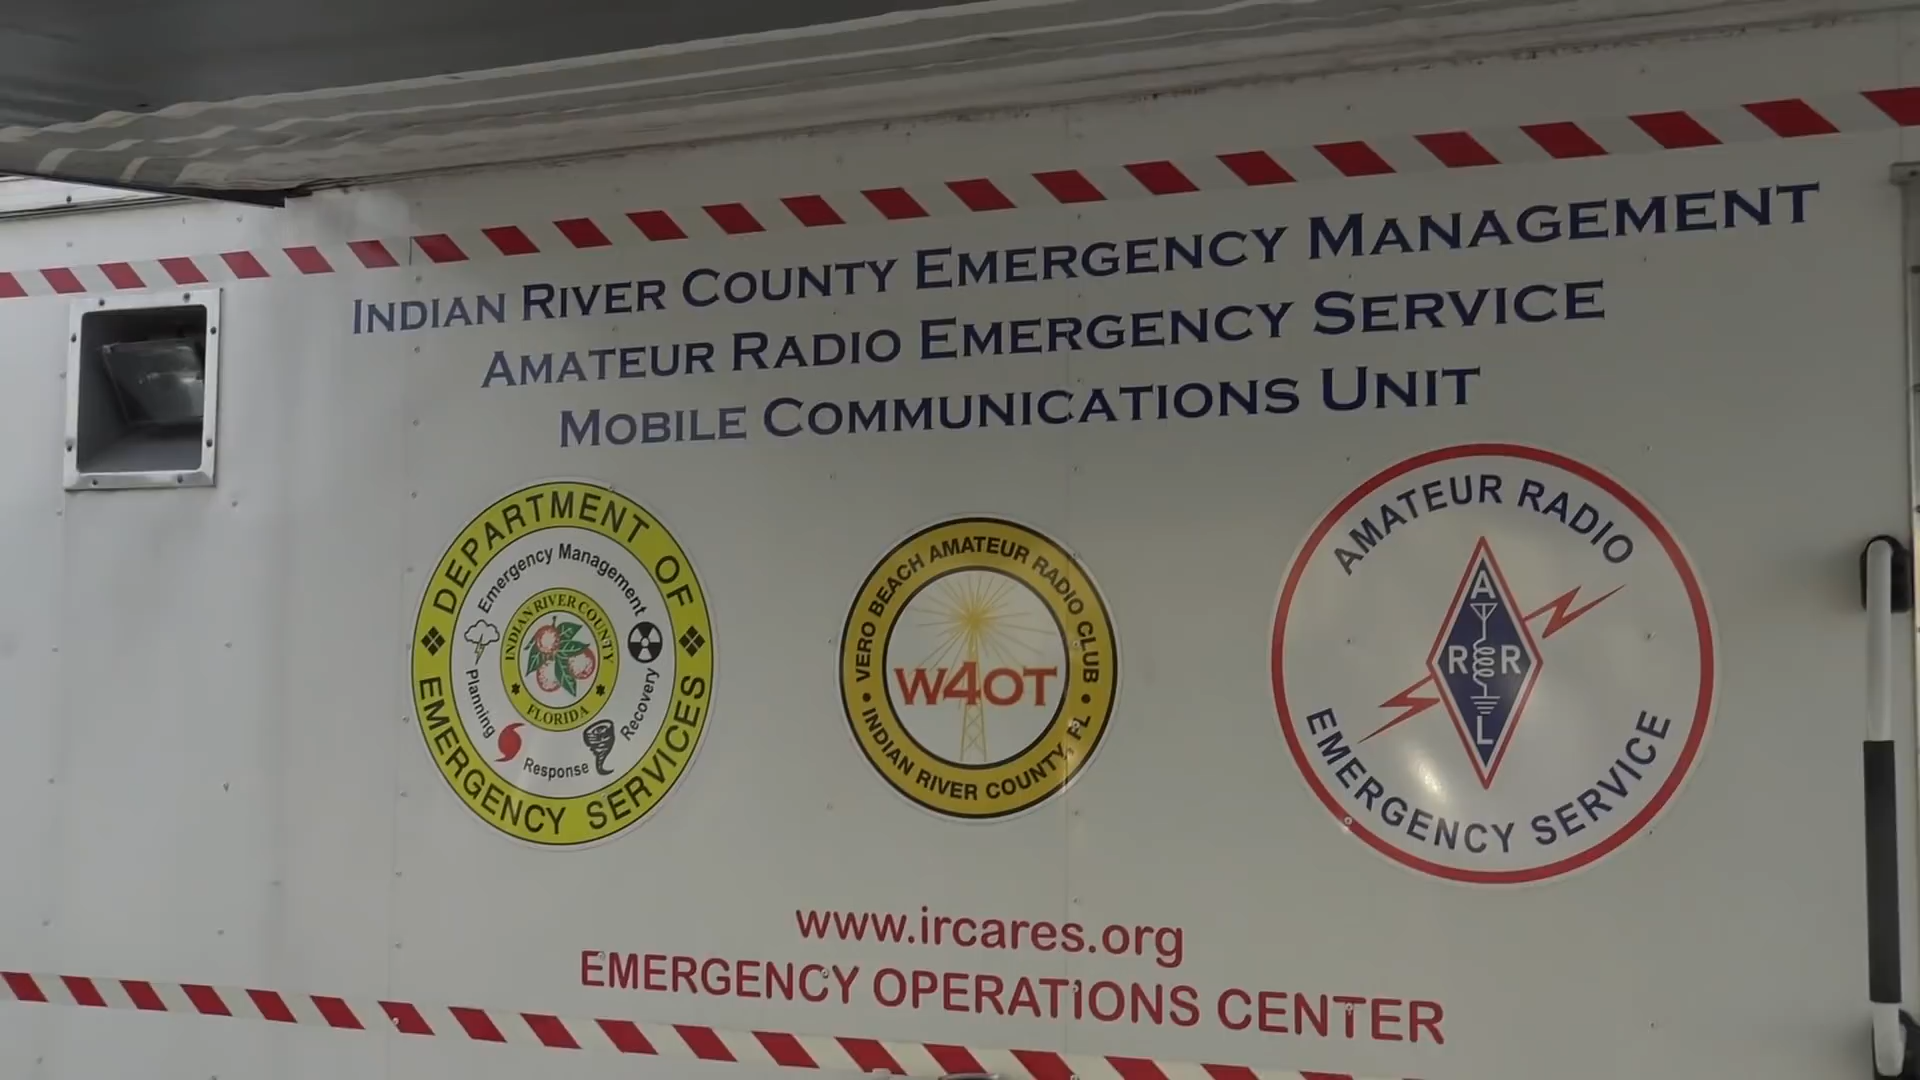 INDIAN RIVER COUNTY EMERGENCY MANAGEMENT
AMATEUR RADIO EMERGENCY SERVICE
MOBILE COMMUNICATIONS UNIT
DEPARTMENT OF
EMERGENCY SERVICES
Emergency Management
Planning
Response
Recovery
INDIAN RIVER COUNTY
FLORIDA
VERO BEACH AMATEUR RADIO CLUB
W4OT
INDIAN RIVER COUNTY, FL
AMATEUR RADIO
A
R R
L
EMERGENCY SERVICE
www.ircares.org
EMERGENCY OPERATIONS CENTER